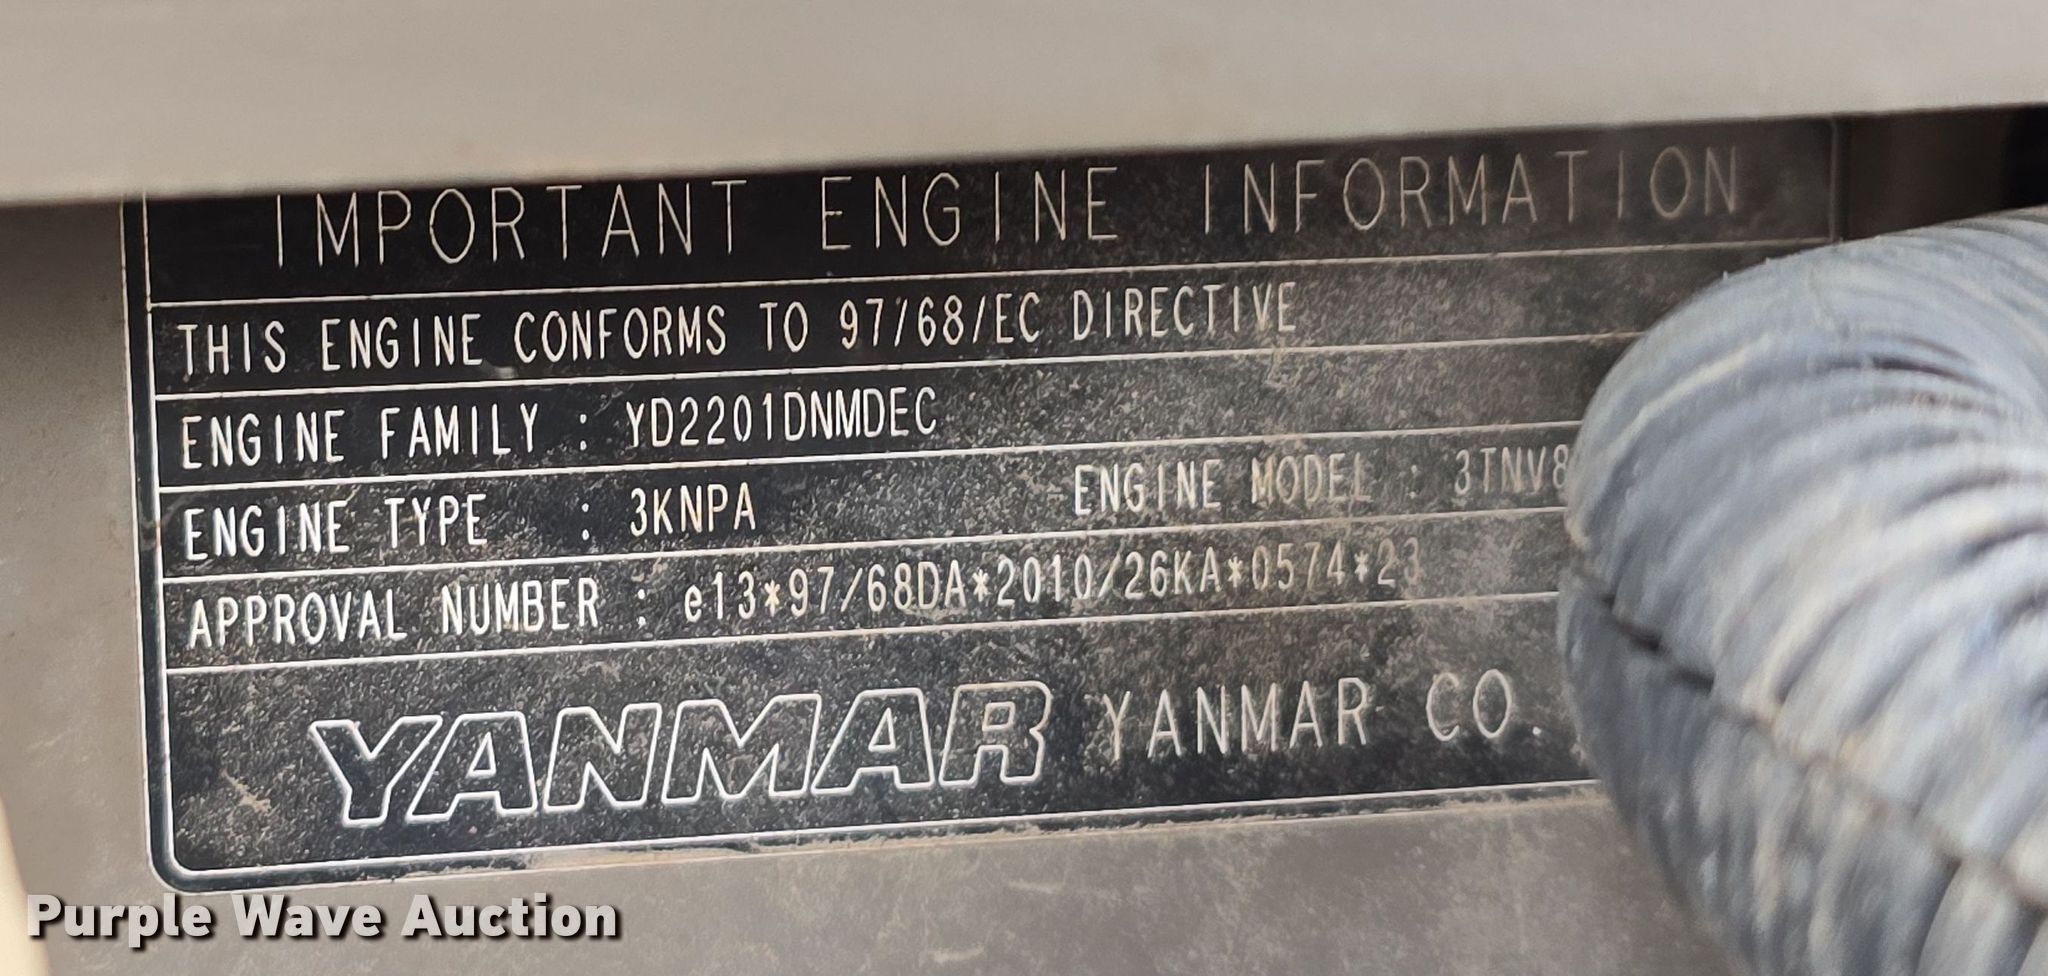 IMPORTANT ENGINE INFORMATION
THIS ENGINE CONFORMS TO 97/68/EC DIRECTIVE
ENGINE FAMILY : YD2201DNMDEC
ENGINE TYPE : 3KNPA ENGINE MODEL : 3TNV8
APPROVAL NUMBER : e13*97/68DA*2010/26KA*0574*23
YANMAR YANMAR CO.
Purple Wave Auction